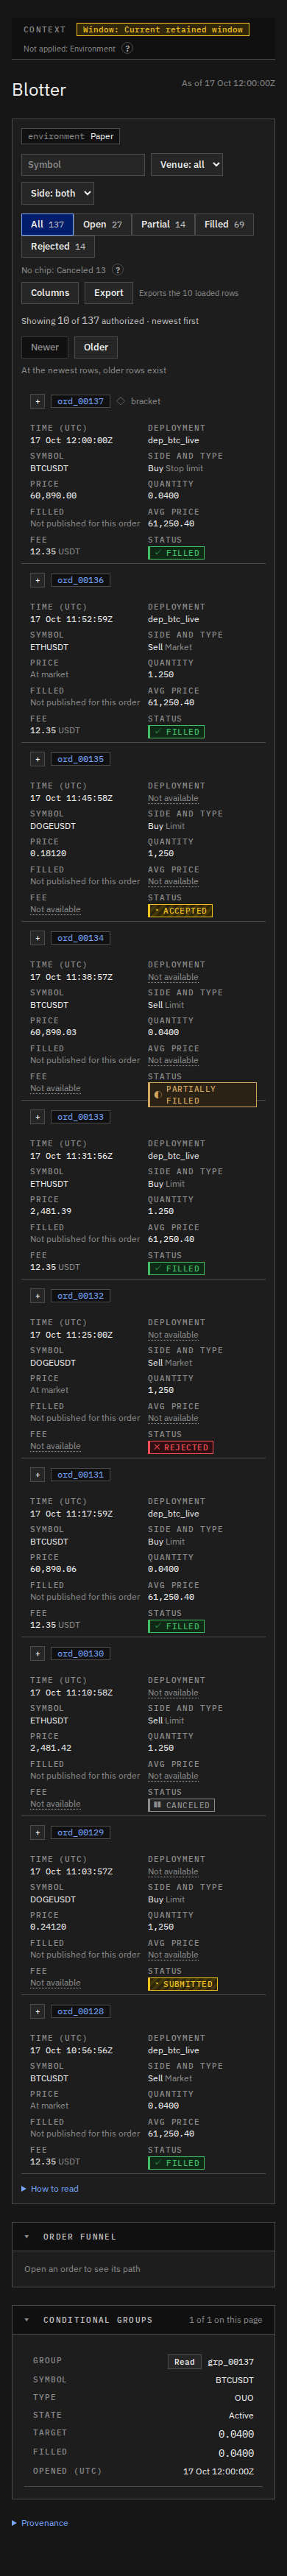 CONTEXT Window: Current retained window
Not applied: Environment ?
Blotter As of 17 Oct 12:00:00Z
environment Paper
Symbol Venue: all
Side: both
All 137 Open 27 Partial 14 Filled 69
Rejected 14
No chip: Canceled 13 ?
Columns Export Exports the 10 loaded rows
Showing 10 of 137 authorized · newest first
Newer Older
At the newest rows, older rows exist
+ ord_00137 ◇ bracket
TIME (UTC) DEPLOYMENT
17 Oct 12:00:00Z dep_btc_live
SYMBOL SIDE AND TYPE
BTCUSDT Buy Stop limit
PRICE QUANTITY
60,890.00 0.0400
FILLED AVG PRICE
Not published for this order 61,250.40
FEE STATUS
12.35 USDT ✓ FILLED
+ ord_00136
TIME (UTC) DEPLOYMENT
17 Oct 11:52:59Z dep_btc_live
SYMBOL SIDE AND TYPE
ETHUSDT Sell Market
PRICE QUANTITY
At market 1.250
FILLED AVG PRICE
Not published for this order 61,250.40
FEE STATUS
12.35 USDT ✓ FILLED
+ ord_00135
TIME (UTC) DEPLOYMENT
17 Oct 11:45:58Z Not available
SYMBOL SIDE AND TYPE
DOGEUSDT Buy Limit
PRICE QUANTITY
0.18120 1,250
FILLED AVG PRICE
Not published for this order Not available
FEE STATUS
Not available ACCEPTED
+ ord_00134
TIME (UTC) DEPLOYMENT
17 Oct 11:38:57Z Not available
SYMBOL SIDE AND TYPE
BTCUSDT Sell Limit
PRICE QUANTITY
60,890.03 0.0400
FILLED AVG PRICE
Not published for this order Not available
FEE STATUS
Not available ◐ PARTIALLY FILLED
+ ord_00133
TIME (UTC) DEPLOYMENT
17 Oct 11:31:56Z dep_btc_live
SYMBOL SIDE AND TYPE
ETHUSDT Buy Limit
PRICE QUANTITY
2,481.39 1.250
FILLED AVG PRICE
Not published for this order 61,250.40
FEE STATUS
12.35 USDT ✓ FILLED
+ ord_00132
TIME (UTC) DEPLOYMENT
17 Oct 11:25:00Z Not available
SYMBOL SIDE AND TYPE
DOGEUSDT Sell Market
PRICE QUANTITY
At market 1,250
FILLED AVG PRICE
Not published for this order Not available
FEE STATUS
Not available ✕ REJECTED
+ ord_00131
TIME (UTC) DEPLOYMENT
17 Oct 11:17:59Z dep_btc_live
SYMBOL SIDE AND TYPE
BTCUSDT Buy Limit
PRICE QUANTITY
60,890.06 0.0400
FILLED AVG PRICE
Not published for this order 61,250.40
FEE STATUS
12.35 USDT ✓ FILLED
+ ord_00130
TIME (UTC) DEPLOYMENT
17 Oct 11:10:58Z Not available
SYMBOL SIDE AND TYPE
ETHUSDT Sell Limit
PRICE QUANTITY
2,481.42 1.250
FILLED AVG PRICE
Not published for this order Not available
FEE STATUS
Not available CANCELED
+ ord_00129
TIME (UTC) DEPLOYMENT
17 Oct 11:03:57Z Not available
SYMBOL SIDE AND TYPE
DOGEUSDT Buy Limit
PRICE QUANTITY
0.24120 1,250
FILLED AVG PRICE
Not published for this order Not available
FEE STATUS
Not available SUBMITTED
+ ord_00128
TIME (UTC) DEPLOYMENT
17 Oct 10:56:56Z dep_btc_live
SYMBOL SIDE AND TYPE
BTCUSDT Sell Market
PRICE QUANTITY
At market 0.0400
FILLED AVG PRICE
Not published for this order 61,250.40
FEE STATUS
12.35 USDT ✓ FILLED
▶ How to read
▾ ORDER FUNNEL
Open an order to see its path
▾ CONDITIONAL GROUPS 1 of 1 on this page
GROUP Read grp_00137
SYMBOL BTCUSDT
TYPE OUO
STATE Active
TARGET 0.0400
FILLED 0.0400
OPENED (UTC) 17 Oct 12:00:00Z
▶ Provenance